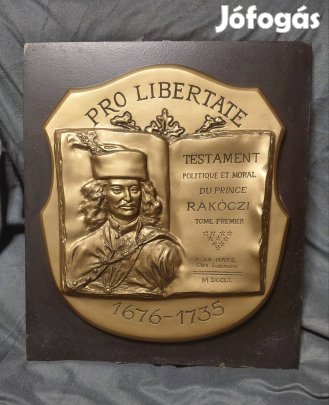 Jófogás
PRO LIBERTATE
TESTAMENT
POLITIQUE ET MORAL
DU PRINCE
RÁKÓCZI
TOME PREMIER
A LA HAYE,
M DCCLI.
1676-1735